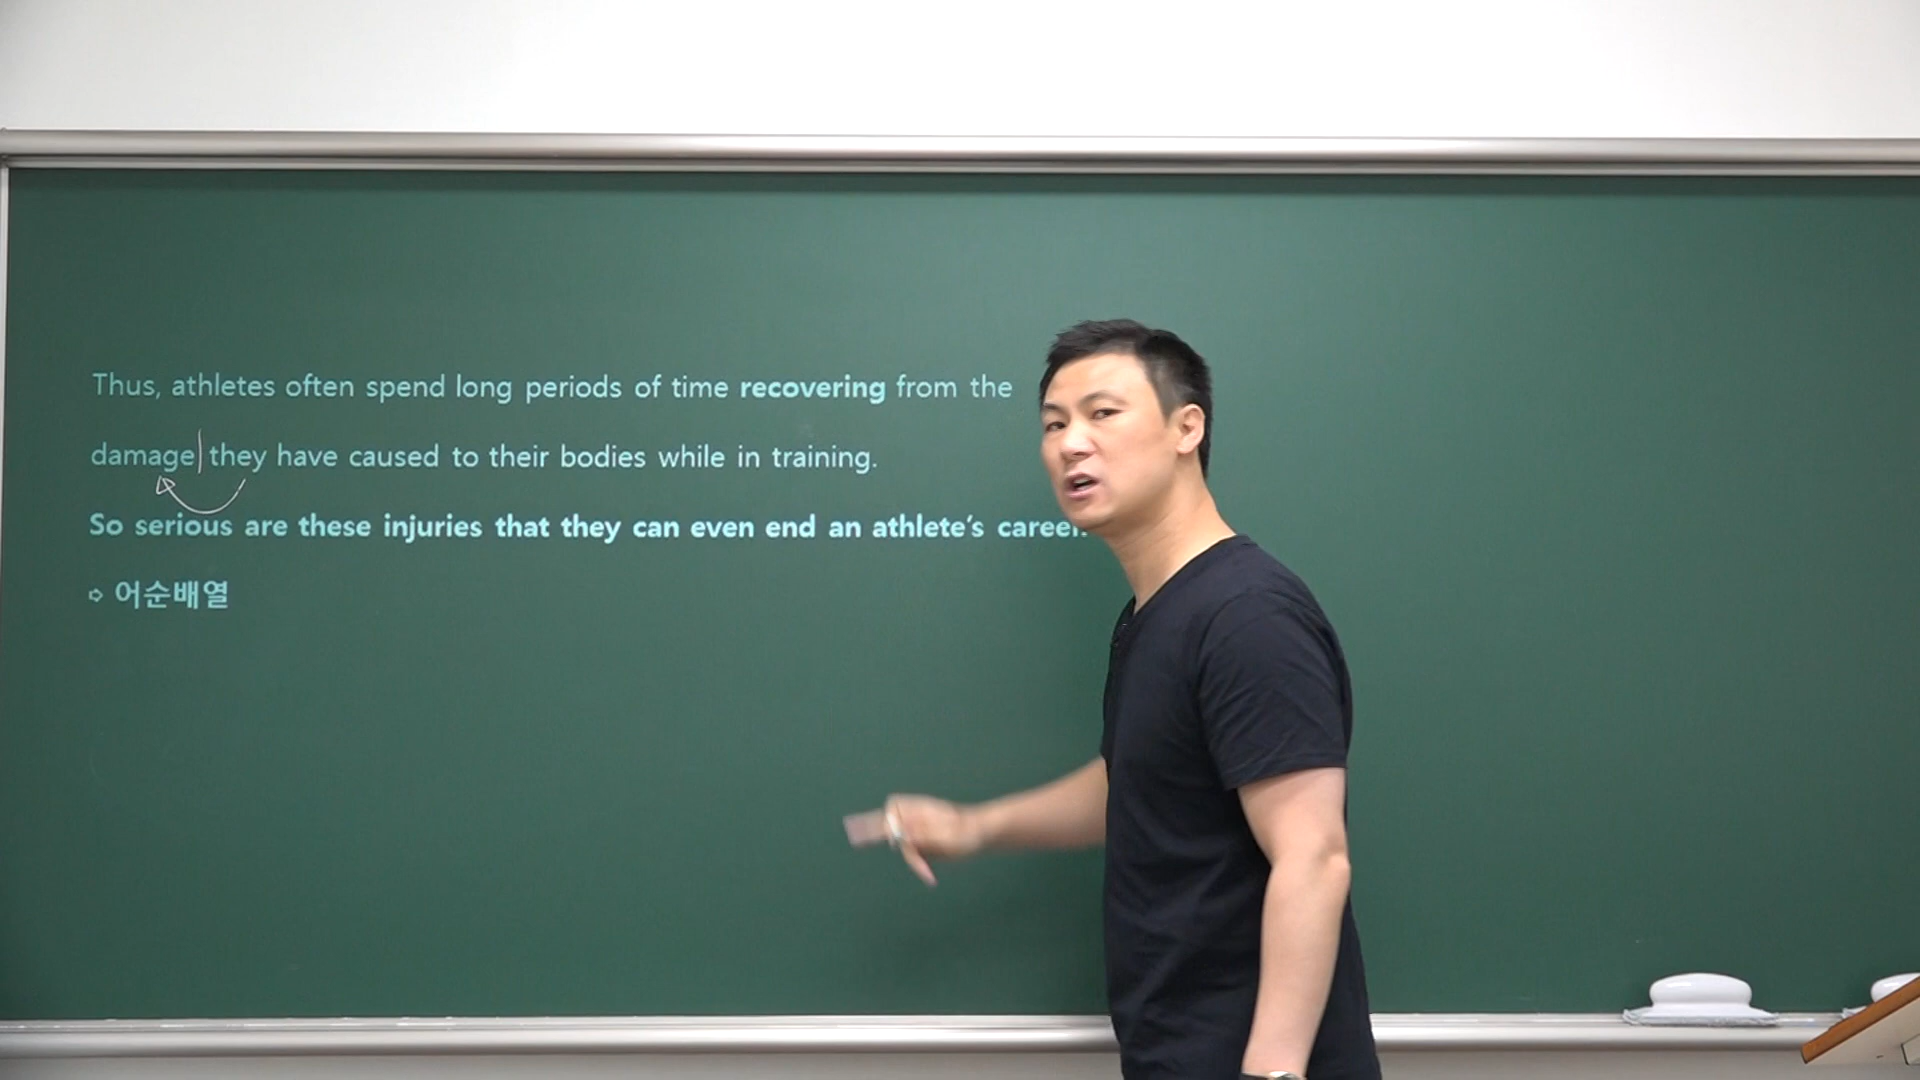 Thus, athletes often spend long periods of time recovering from the
damage they have caused to their bodies while in training.
So serious are these injuries that they can even end an athlete's career.
➩ 어순배열